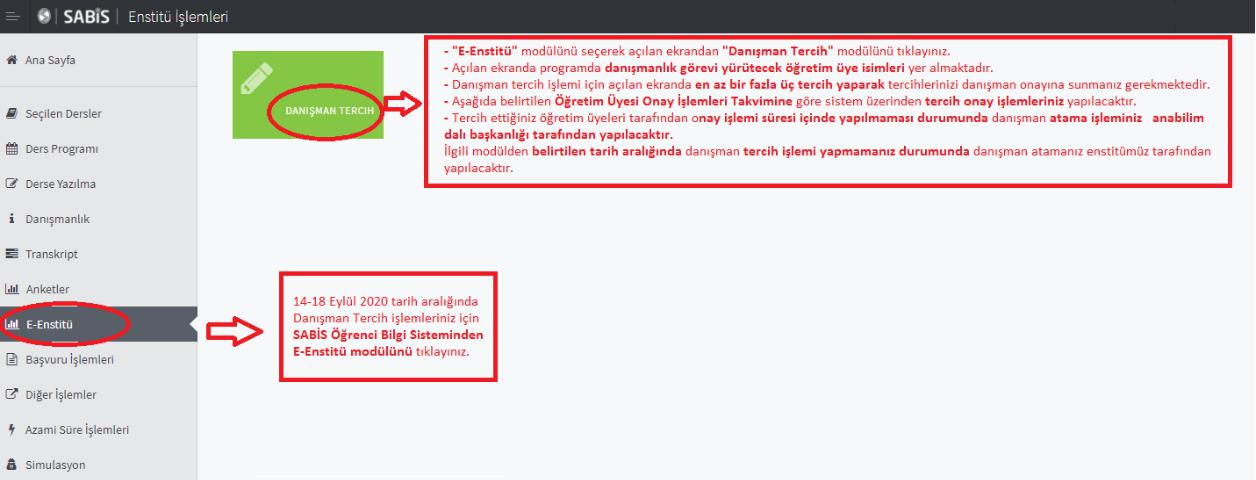 SABİS Enstitü İşlemleri
Ana Sayfa
Seçilen Dersler
Ders Programı
Derse Yazılma
Danışmanlık
Transkript
Anketler
E-Enstitü
Başvuru İşlemleri
Diğer İşlemler
Azami Süre İşlemleri
Simulasyon
DANIŞMAN TERCIH
- "E-Enstitü" modülünü seçerek açılan ekrandan "Danışman Tercih" modülünü tıklayınız.
- Açılan ekranda programda danışmanlık görevi yürütecek öğretim üye isimleri yer almaktadır.
- Danışman tercih işlemi için açılan ekranda en az bir fazla üç tercih yaparak tercihlerinizi danışman onayına sunmanız gerekmektedir.
- Aşağıda belirtilen Öğretim Üyesi Onay İşlemleri Takvimine göre sistem üzerinden tercih onay işlemleriniz yapılacaktır.
- Tercih ettiğiniz öğretim üyeleri tarafından onay işlemi süresi içinde yapılmaması durumunda danışman atama işleminiz anabilim
dalı başkanlığı tarafından yapılacaktır.
İlgili modülden belirtilen tarih aralığında danışman tercih işlemi yapmamanız durumunda danışman atamanız enstitümüz tarafından
yapılacaktır.
14-18 Eylül 2020 tarih aralığında
Danışman Tercih işlemleriniz için
SABİS Öğrenci Bilgi Sisteminden
E-Enstitü modülünü tıklayınız.